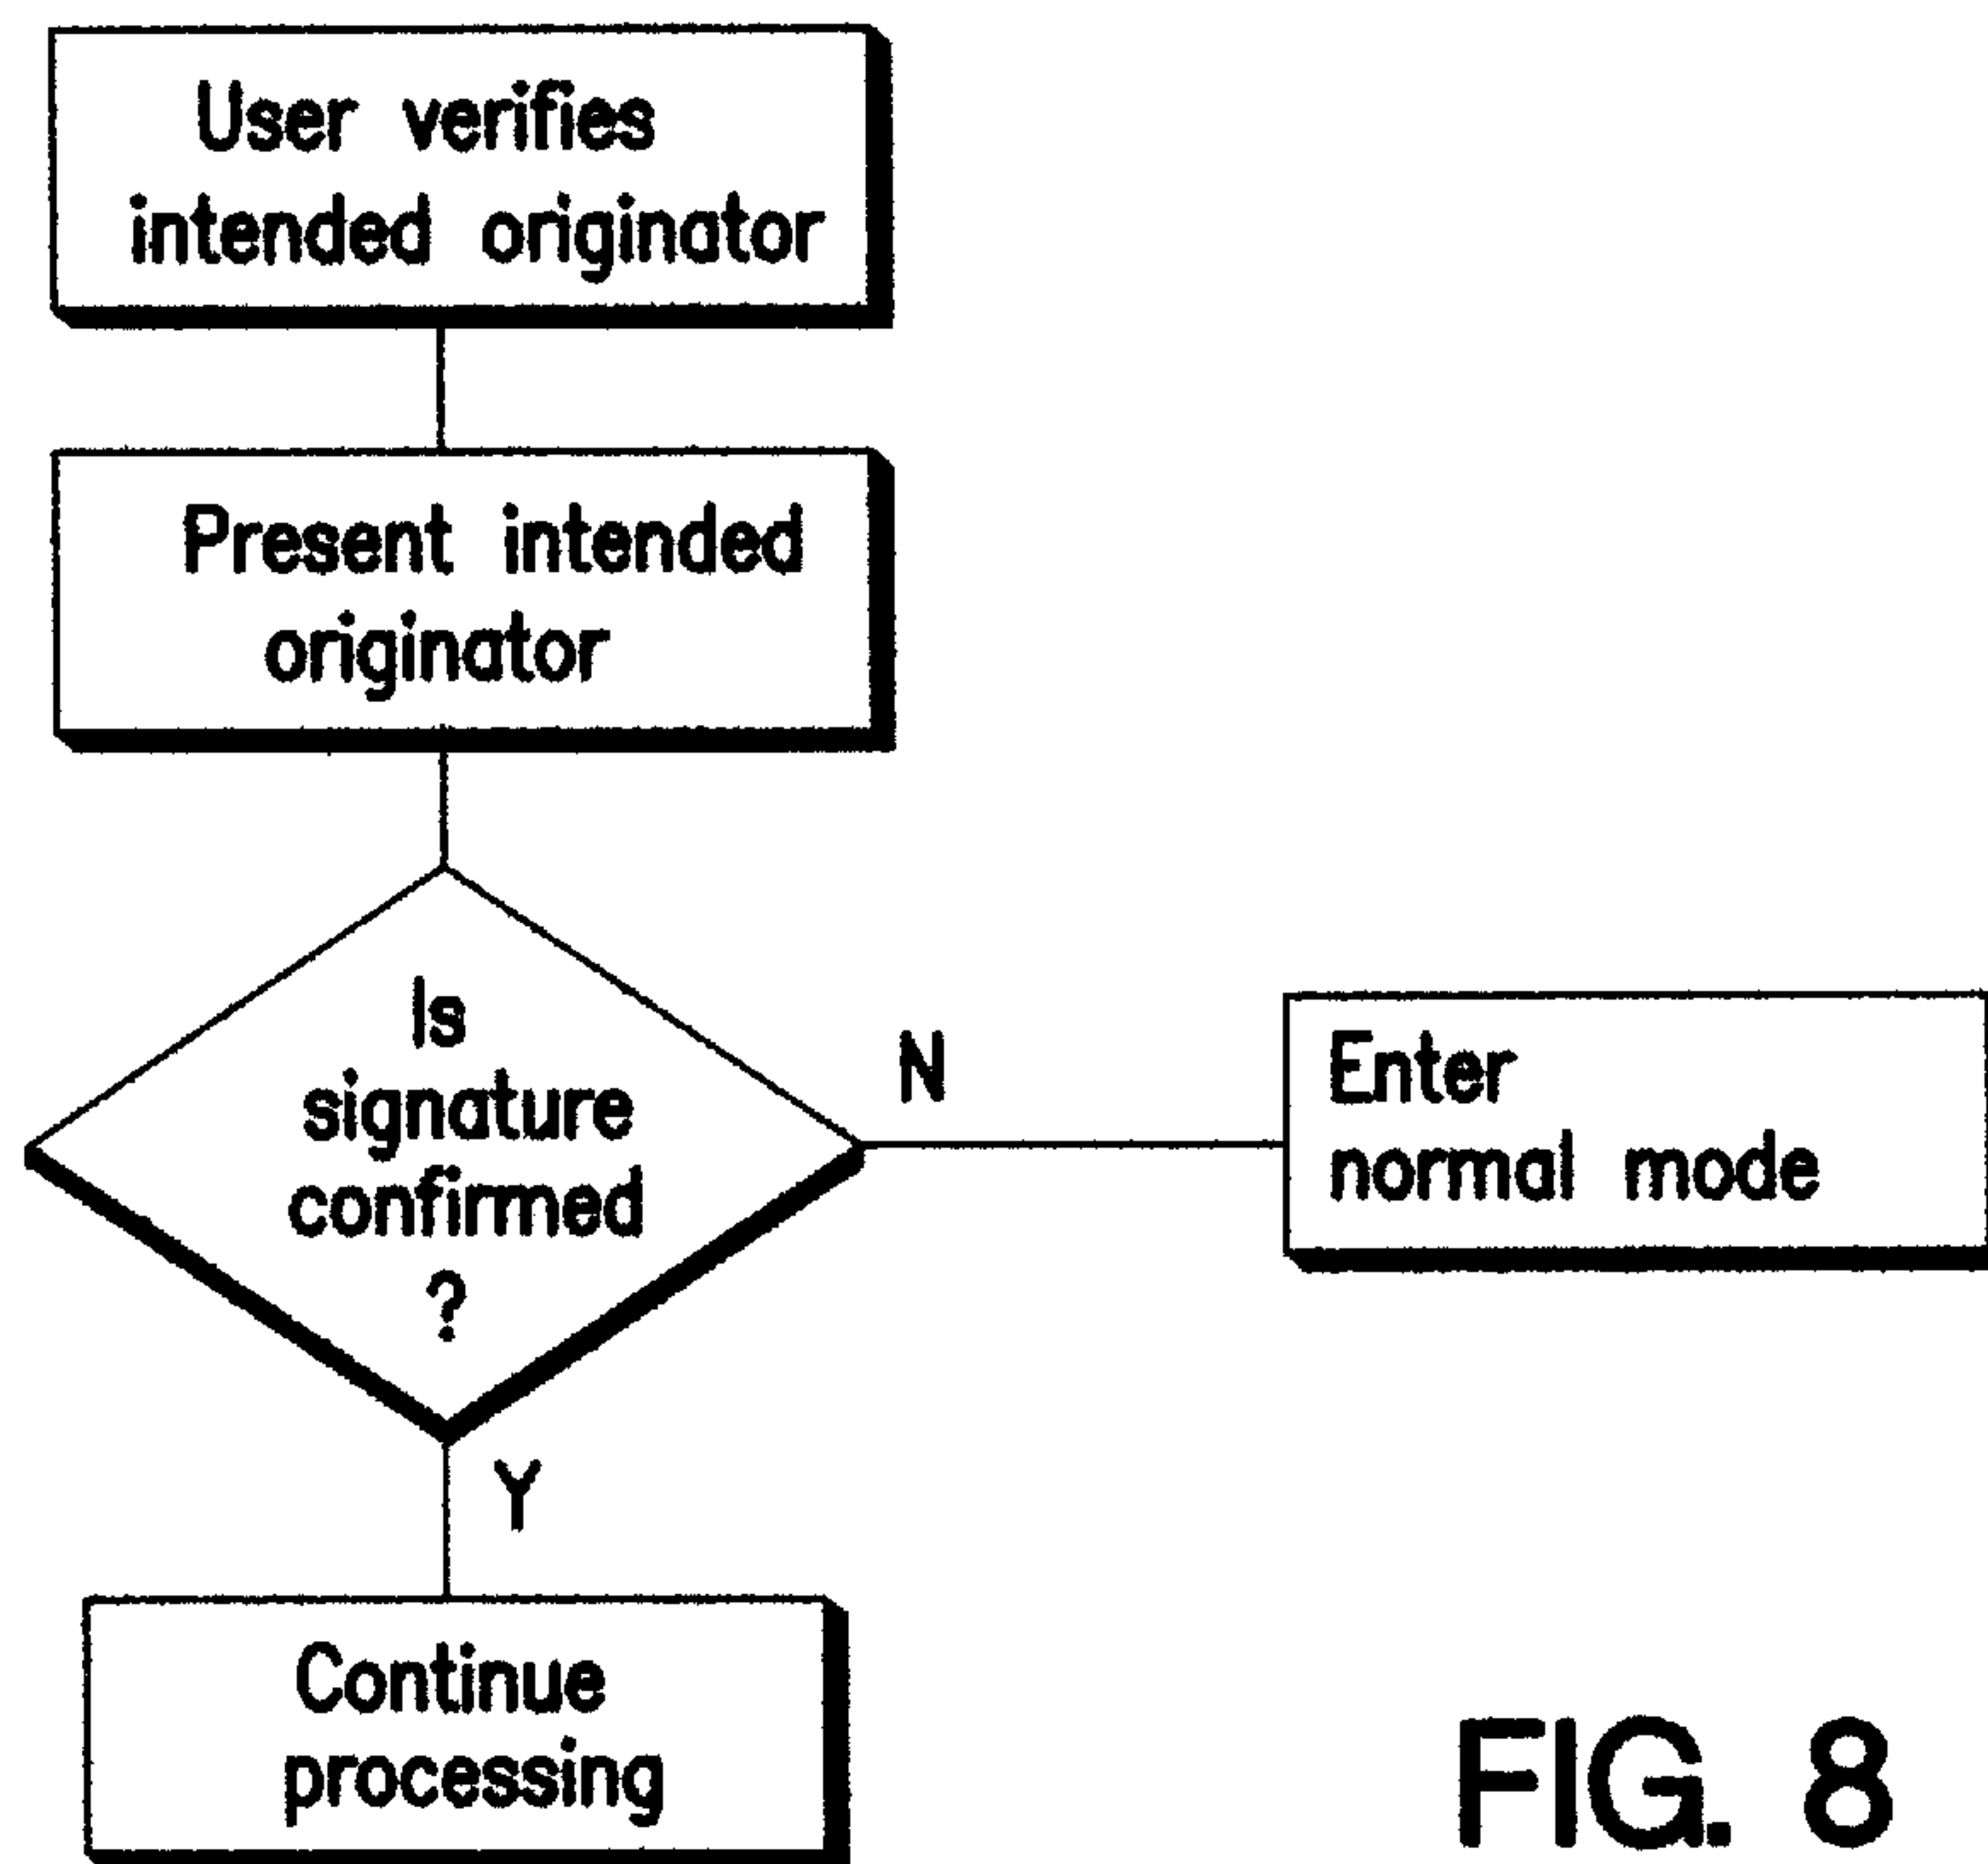 User verifies
intended originator
Present intended
originator
Is
signature
confirmed
?
N
Enter
normal mode
Y
Continue
processing
FIG. 8